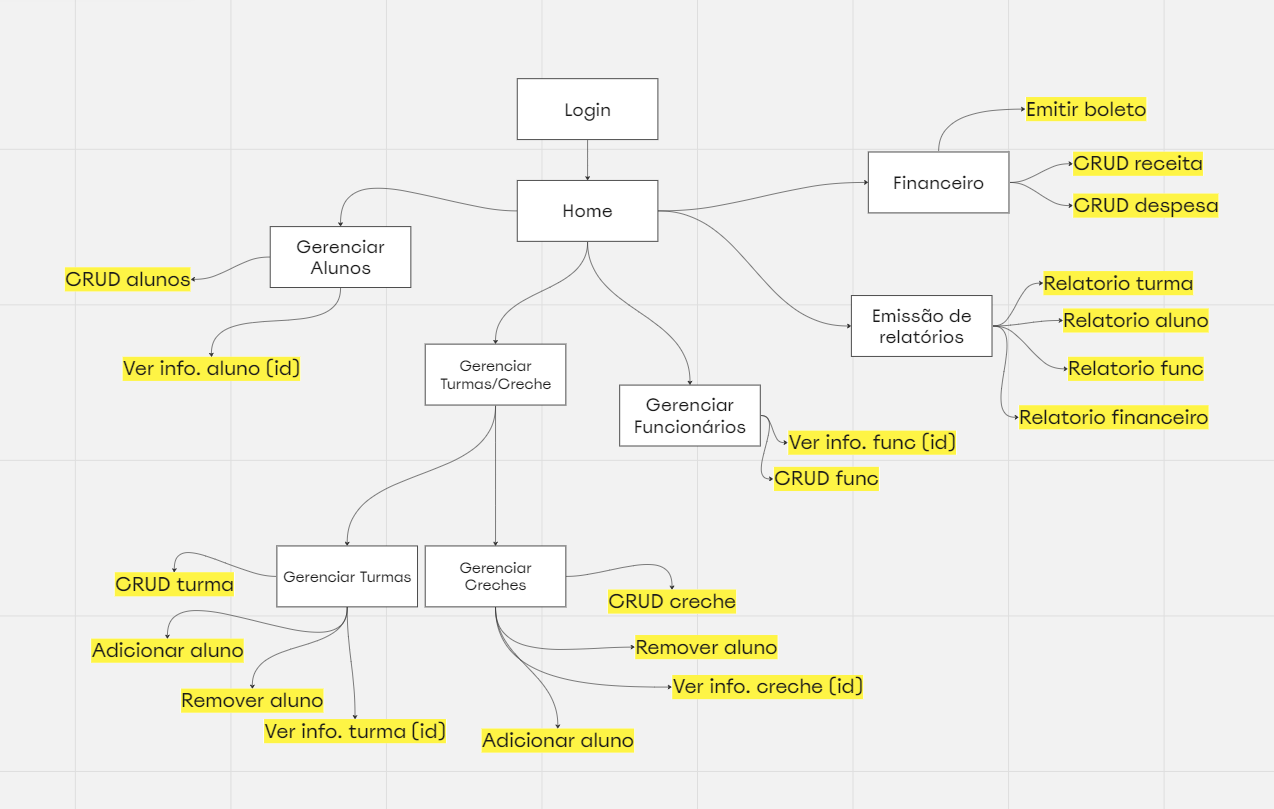 Login
Emitir boleto
CRUD receita
Financeiro
CRUD despesa
Home
Gerenciar
Alunos
CRUD alunos
Ver info. aluno (id)
Relatorio turma
Emissão de
relatórios
Relatorio aluno
Relatorio func
Relatorio financeiro
Gerenciar
Turmas/Creche
Gerenciar
Funcionários
Ver info. func (id)
CRUD func
Gerenciar Turmas
Gerenciar
Creches
CRUD turma
CRUD creche
Adicionar aluno
Remover aluno
Remover aluno
Ver info. creche (id)
Ver info. turma (id)
Adicionar aluno